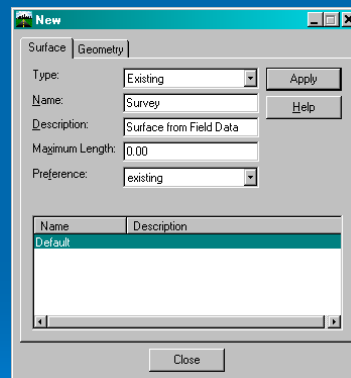 New
Surface Geometry
Type: Existing Apply
Name: Survey Help
Description: Surface from Field Data
Maximum Length: 0.00
Preference: existing
Name Description
Default
Close